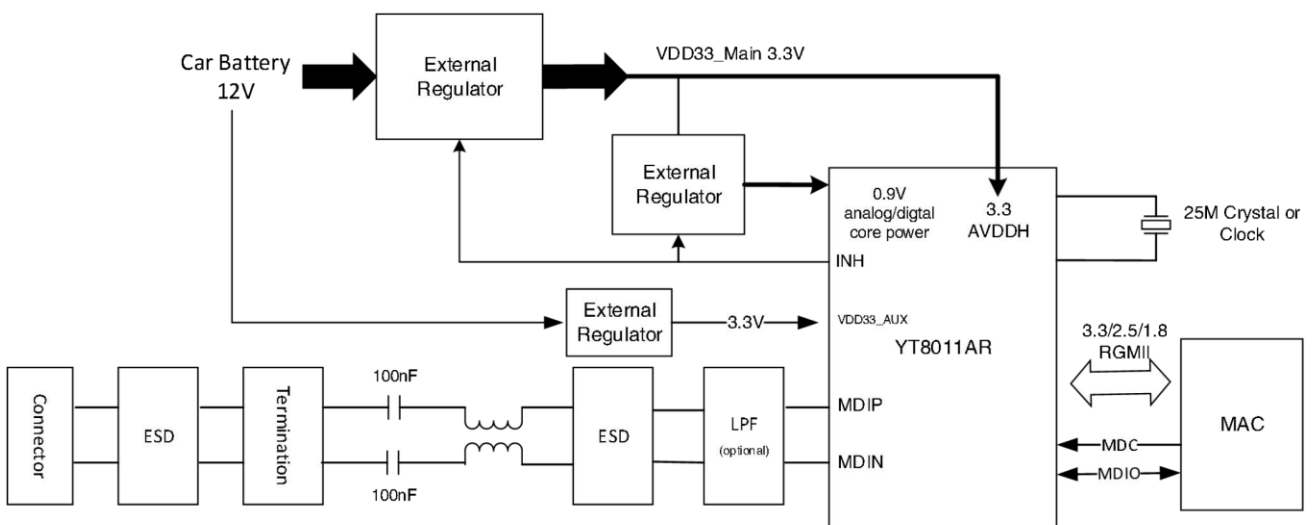 Car Battery
12V
External
Regulator
VDD33_Main 3.3V
External
Regulator
0.9V
analog/digtal
core power
3.3
AVDDH
25M Crystal or
Clock
INH
External
Regulator
3.3V
VDD33_AUX
YT8011AR
3.3/2.5/1.8
RGMII
MAC
MDC
MDIO
Connector
ESD
Termination
100nF
100nF
ESD
LPF
(optional)
MDIP
MDIN